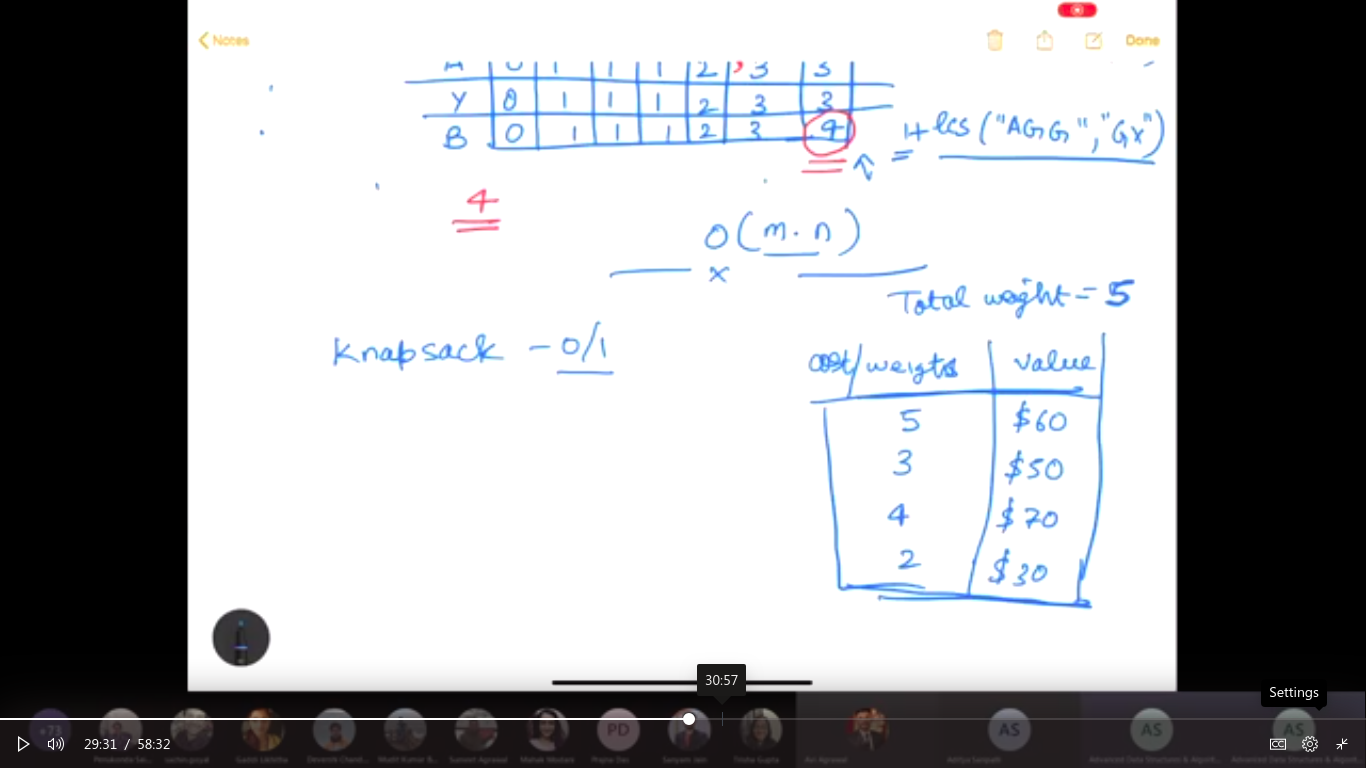 Notes
Done
A 0 1 1 1 2 3 3
Y 0 1 1 1 2 3 3
B 0 1 1 1 2 3 4
= 1+ lcs ("AGG","GX")
4
O (m.n)
x
Total weight = 5
Knapsack - 0/1
cost/weights value
5 $60
3 $50
4 $70
2 $30
30:57
Settings
+73
PD
AS
AS
AS
29:31 / 58:32
CC